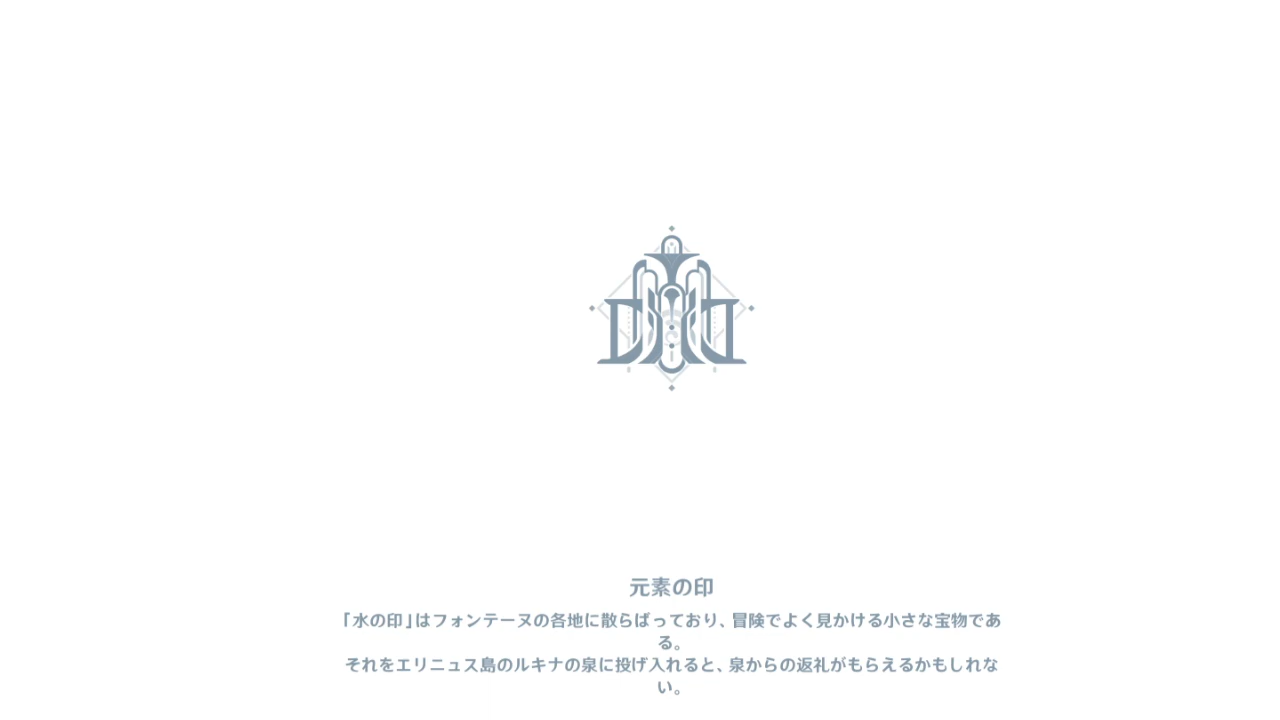 元素の印
「水の印」はフォンテーヌの各地に散らばっており、冒険でよく見かける小さな宝物であ
る。
それをエリニュス島のルキナの泉に投げ入れると、泉からの返礼がもらえるかもしれな
い。